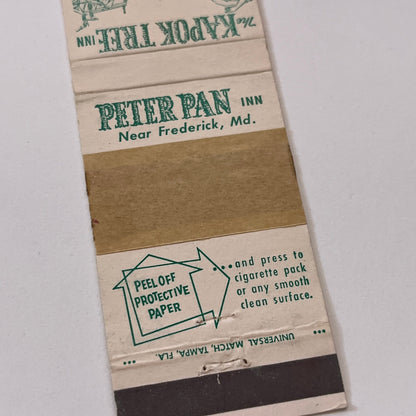 The KAPOK TREE INN
PETER PAN INN
Near Frederick, Md.
PEEL OFF
PROTECTIVE
PAPER
...and press to
cigarette pack
or any smooth
clean surface.
••• UNIVERSAL MATCH, TAMPA, FLA. •••